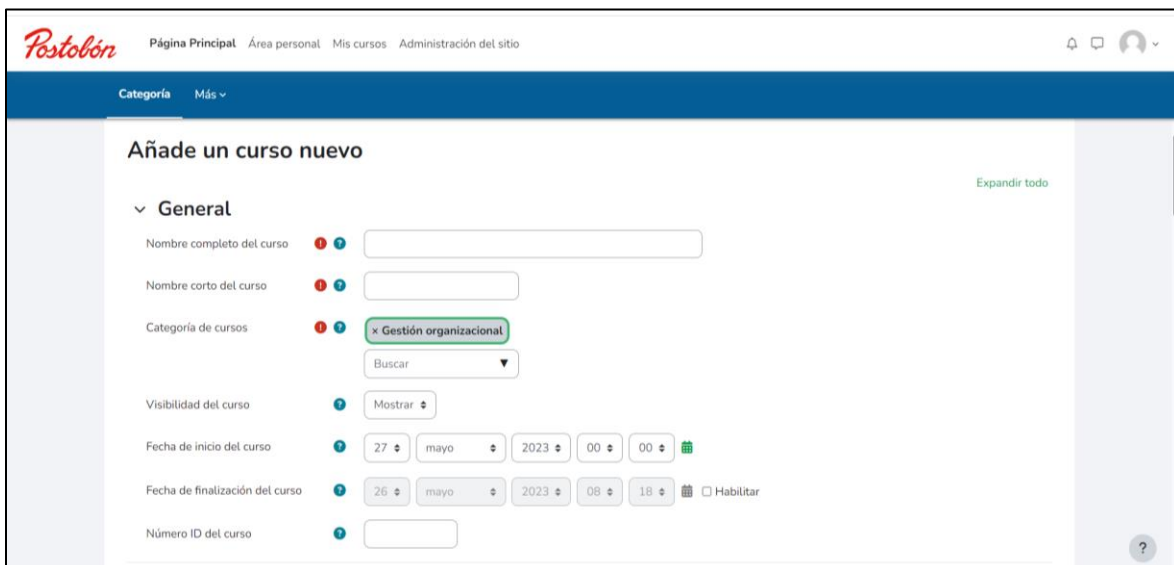 Postobón Página Principal Área personal Mis cursos Administración del sitio
Categoría Más
Añade un curso nuevo
Expandir todo
General
Nombre completo del curso ! ?
Nombre corto del curso ! ?
Categoría de cursos ! ? × Gestión organizacional
Buscar ▼
Visibilidad del curso ? Mostrar
Fecha de inicio del curso ? 27 mayo 2023 00 00
Fecha de finalización del curso ? 26 mayo 2023 08 18 Habilitar
Número ID del curso ?
?